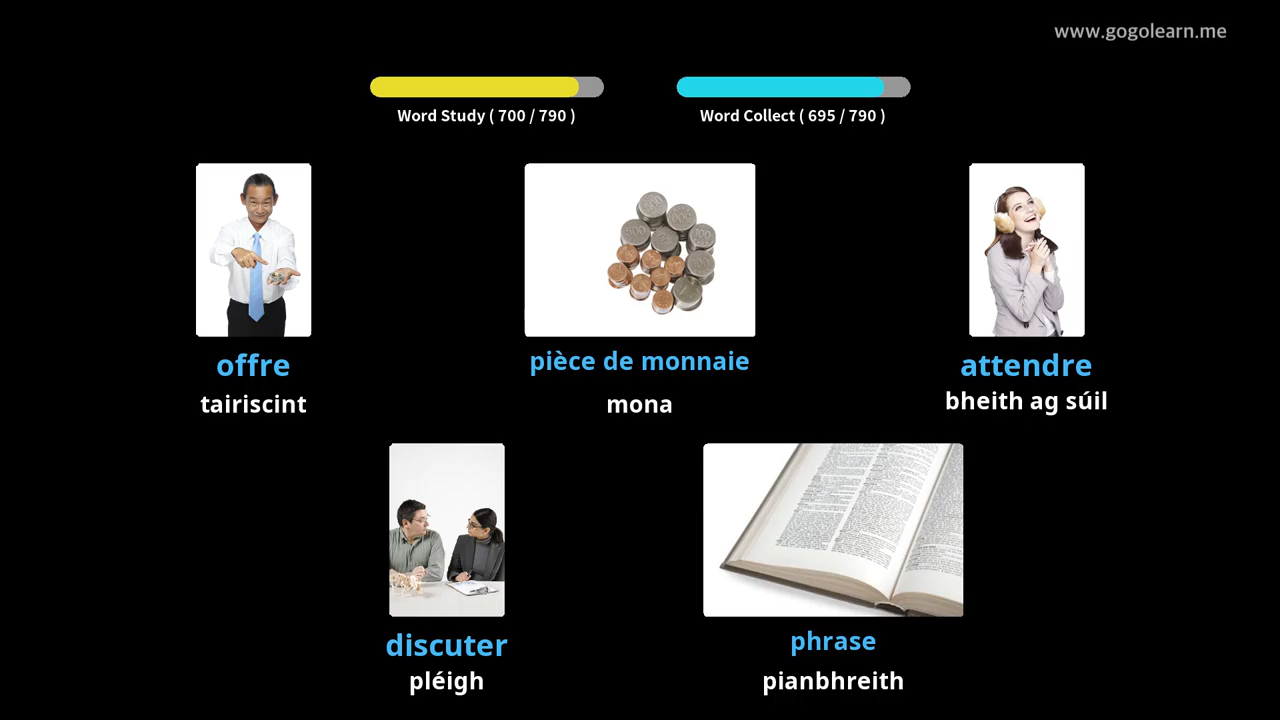 www.gogolearn.me
Word Study ( 700 / 790 )
Word Collect ( 695 / 790 )
offre
tairiscint
pièce de monnaie
mona
attendre
bheith ag súil
discuter
pléigh
phrase
pianbhreith